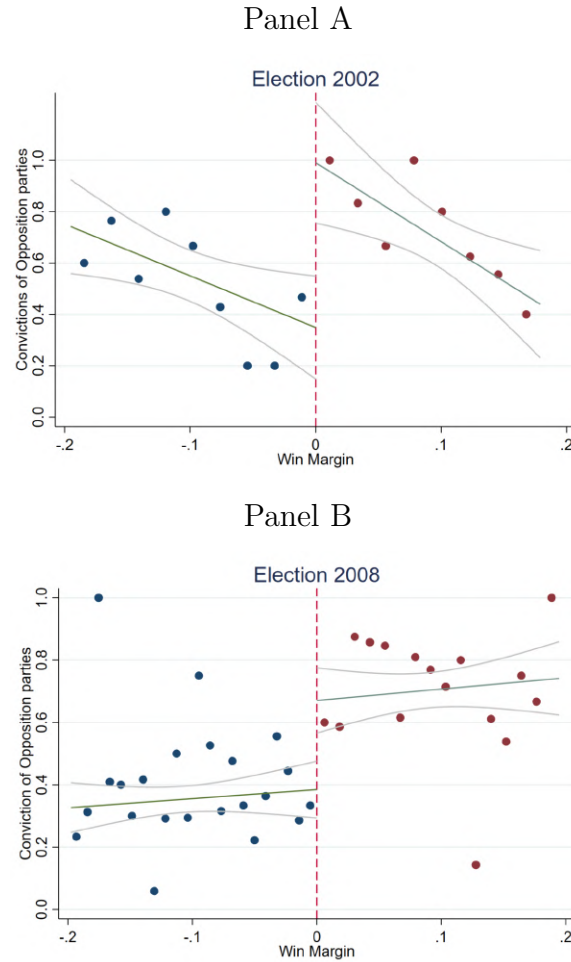 Panel A
Election 2002
Convictions of Opposition parties
1.0
0.8
0.6
0.4
0.2
0.0
-.2 -.1 0 .1 .2
Win Margin
Panel B
Election 2008
Conviction of Opposition parties
1.0
0.8
0.6
0.4
0.2
0.0
-.2 -.1 0 .1 .2
Win Margin